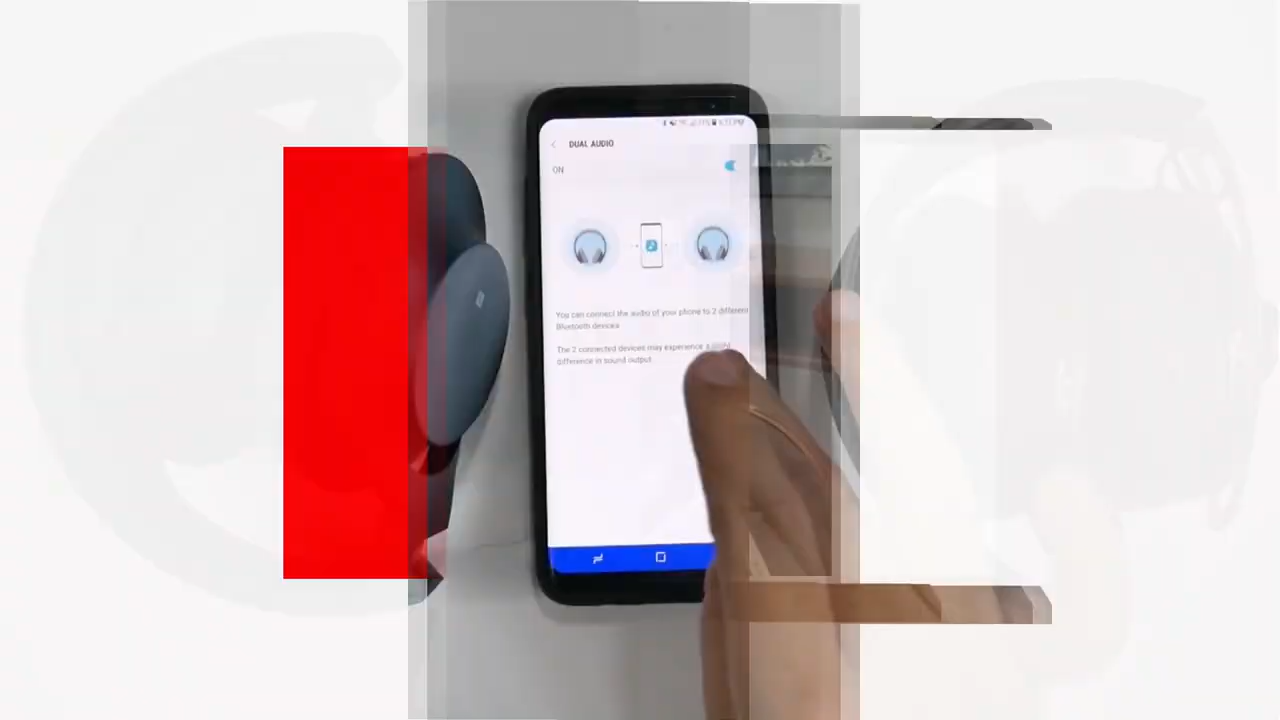 DUAL AUDIO
ON
You can connect the audio of your phone to 2 different
Bluetooth devices
The 2 connected devices may experience a slight
difference in sound output